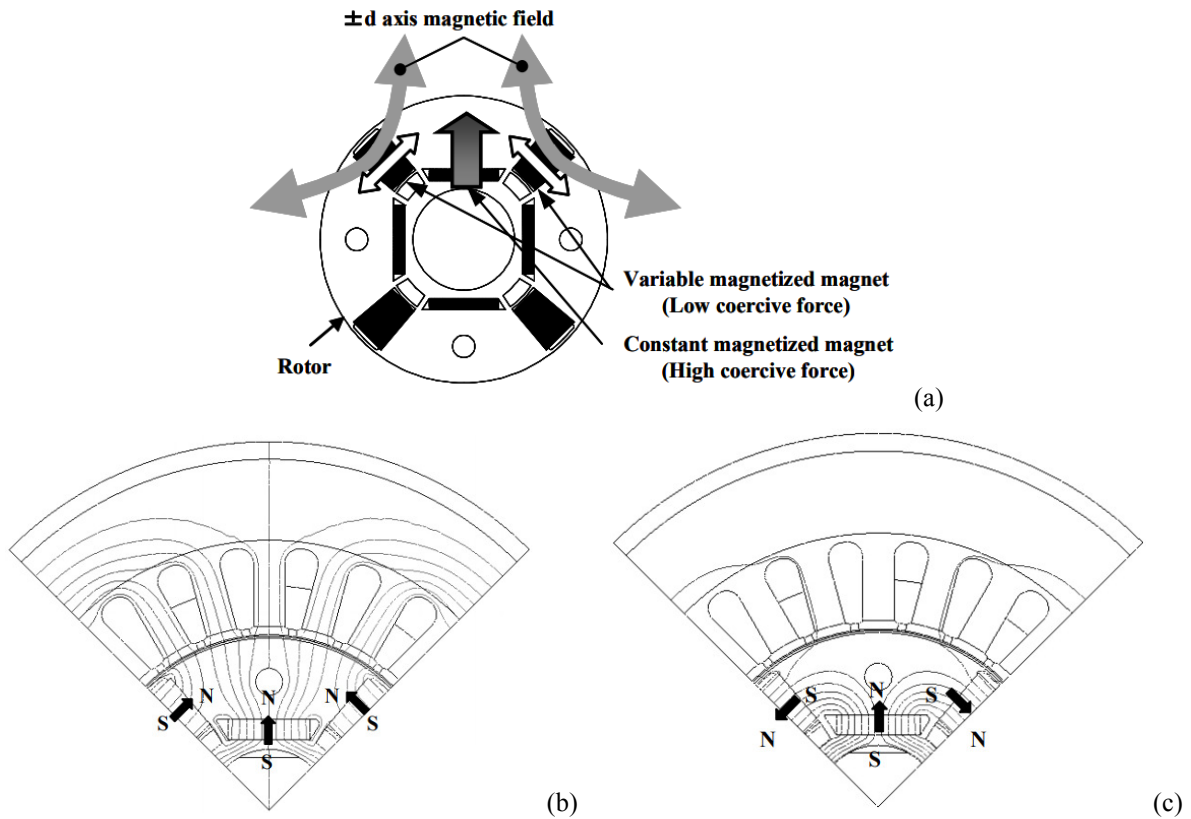 ±d axis magnetic field
Variable magnetized magnet
(Low coercive force)
Constant magnetized magnet
(High coercive force)
Rotor
(a)
N N N
S S
S
(b)
S N S
N N
S
(c)